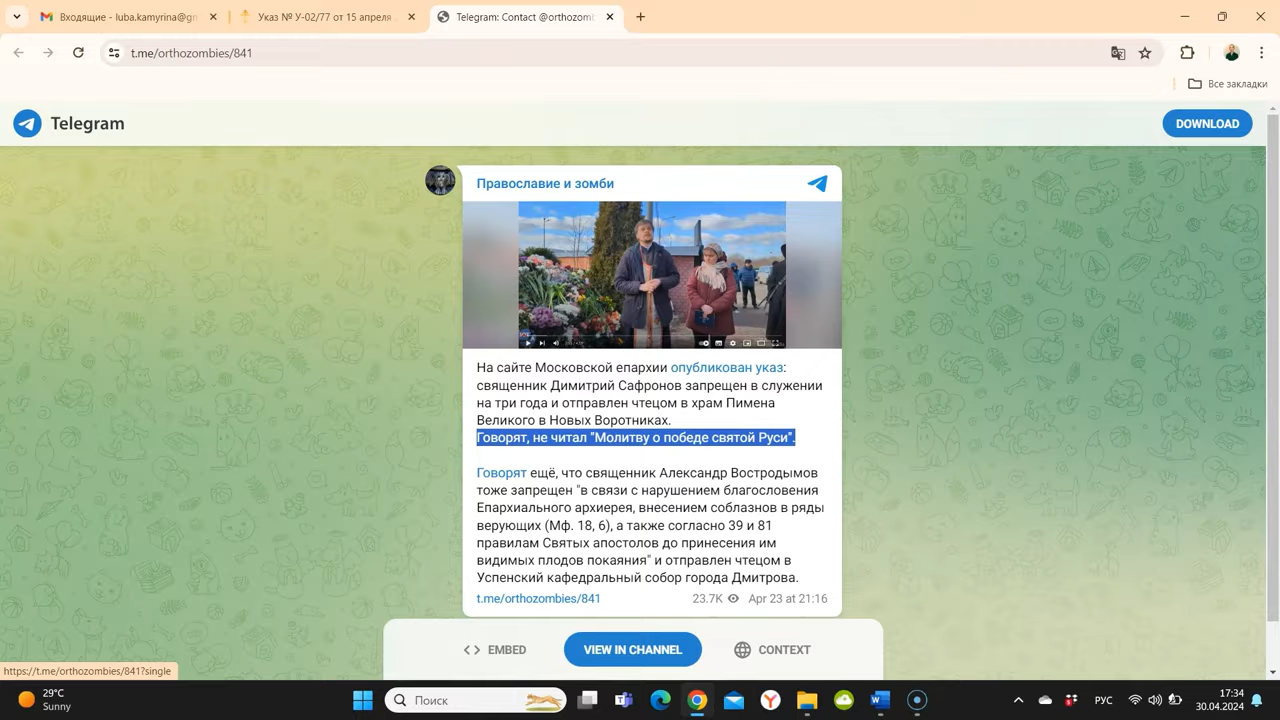 Входящие - luba.kamyrina@gn
Указ № У-02/77 от 15 апреля
Telegram: Contact @orthozomb
t.me/orthozombies/841
Все закладки
Telegram
DOWNLOAD
Православие и зомби
На сайте Московской епархии опубликован указ:
священник Димитрий Сафронов запрещен в служении
на три года и отправлен чтецом в храм Пимена
Великого в Новых Воротниках.
Говорят, не читал "Молитву о победе святой Руси".
Говорят ещё, что священник Александр Востродымов
тоже запрещен "в связи с нарушением благословения
Епархиального архиерея, внесением соблазнов в ряды
верующих (Мф. 18, 6), а также согласно 39 и 81
правилам Святых апостолов до принесения им
видимых плодов покаяния" и отправлен чтецом в
Успенский кафедральный собор города Дмитрова.
t.me/orthozombies/841 23.7K Apr 23 at 21:16
EMBED
VIEW IN CHANNEL
CONTEXT
https://t.me/orthozombies/841?single
29°C
Sunny
Поиск
РУС
17:34
30.04.2024